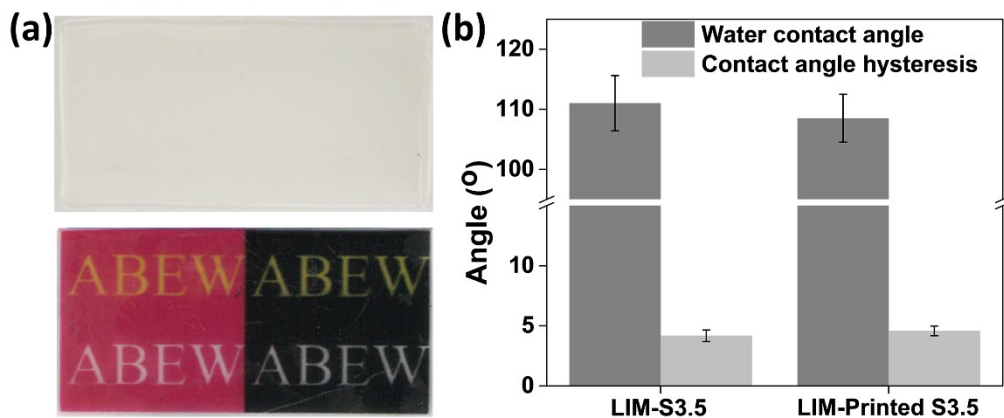 (a)
ABEW ABEW
ABEW ABEW
(b)
Water contact angle
Contact angle hysteresis
Angle (º)
120
110
100
10
5
0
LIM-S3.5 LIM-Printed S3.5